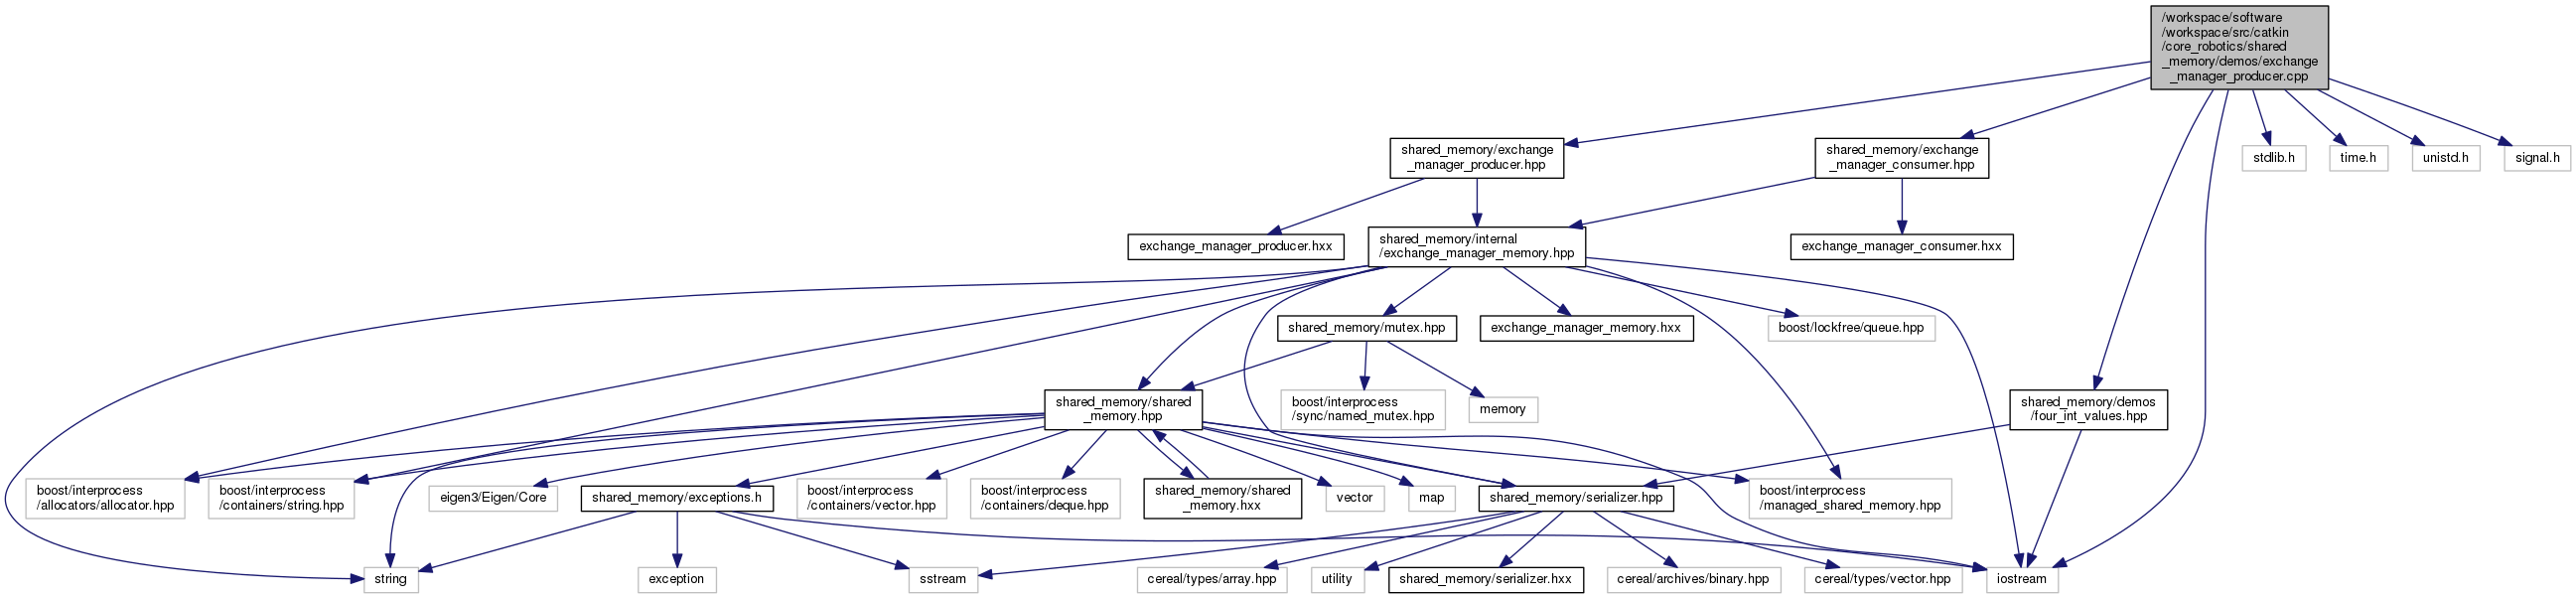 /workspace/software
/workspace/src/catkin
/core_robotics/shared
_memory/demos/exchange
_manager_producer.cpp
shared_memory/exchange
_manager_producer.hpp
shared_memory/exchange
_manager_consumer.hpp
stdlib.h
time.h
unistd.h
signal.h
exchange_manager_producer.hxx
shared_memory/internal
/exchange_manager_memory.hpp
exchange_manager_consumer.hxx
shared_memory/mutex.hpp
exchange_manager_memory.hxx
boost/lockfree/queue.hpp
shared_memory/shared
_memory.hpp
boost/interprocess
/sync/named_mutex.hpp
memory
shared_memory/demos
/four_int_values.hpp
boost/interprocess
/allocators/allocator.hpp
boost/interprocess
/containers/string.hpp
eigen3/Eigen/Core
shared_memory/exceptions.h
boost/interprocess
/containers/vector.hpp
boost/interprocess
/containers/deque.hpp
shared_memory/shared
_memory.hxx
vector
map
shared_memory/serializer.hpp
boost/interprocess
/managed_shared_memory.hpp
string
exception
sstream
cereal/types/array.hpp
utility
shared_memory/serializer.hxx
cereal/archives/binary.hpp
cereal/types/vector.hpp
iostream